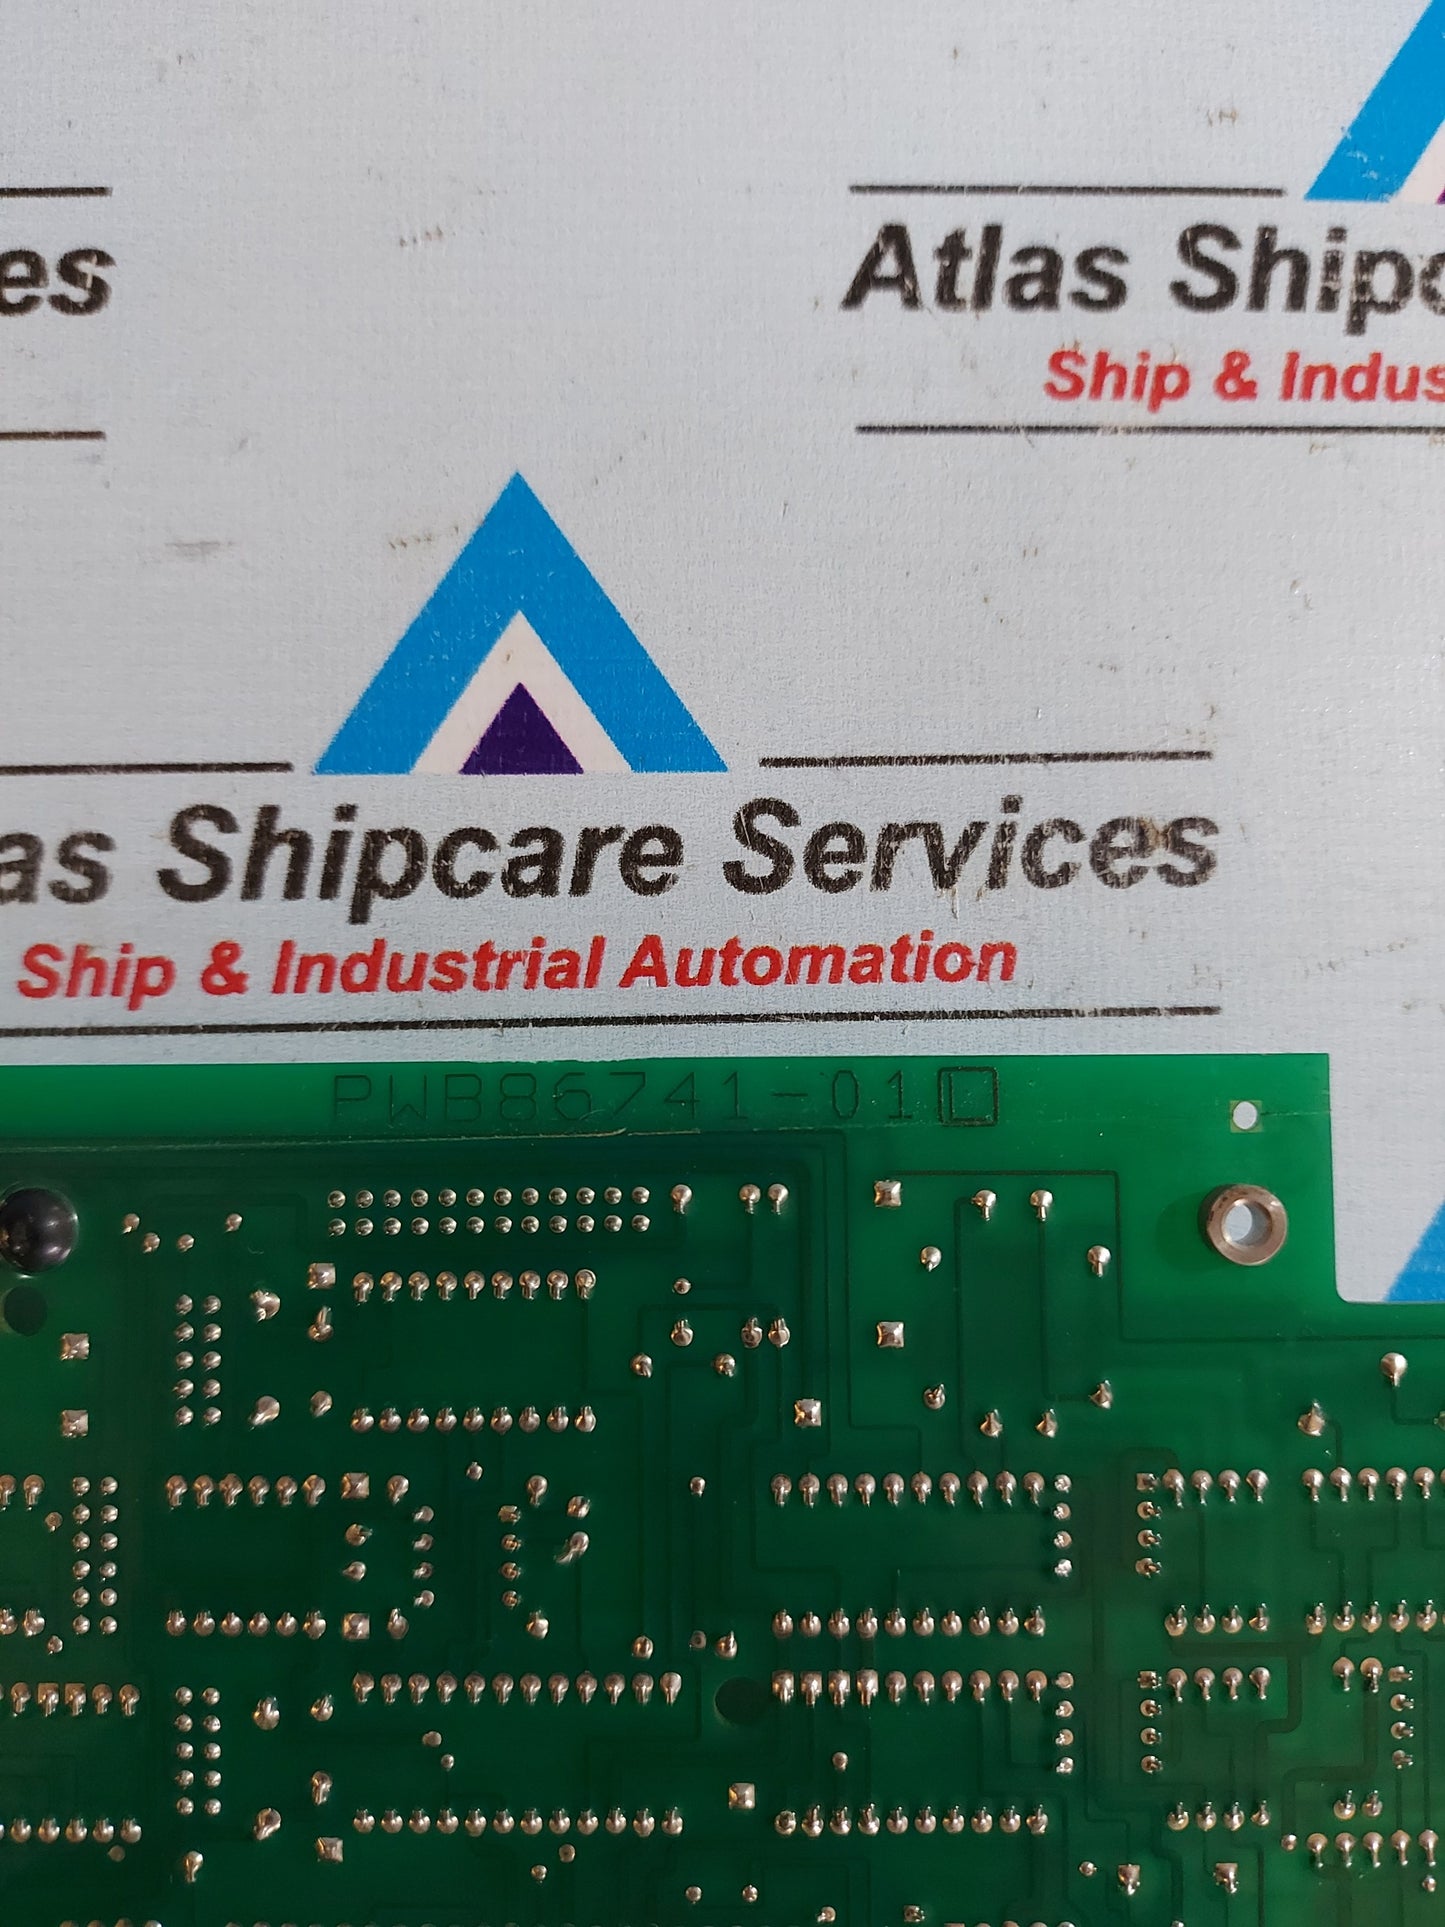 es
Atlas Shipc
Ship & Indus
as Shipcare Services
Ship & Industrial Automation
PWB86741-01